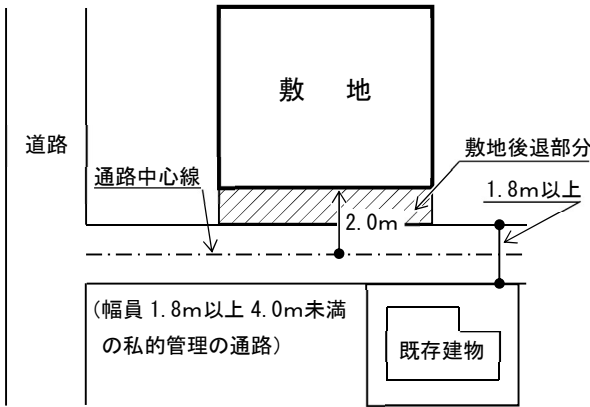 敷 地
道路
敷地後退部分
通路中心線
1.8m以上
2.0m
(幅員 1.8m以上 4.0m未満
の私的管理の通路)
既存建物